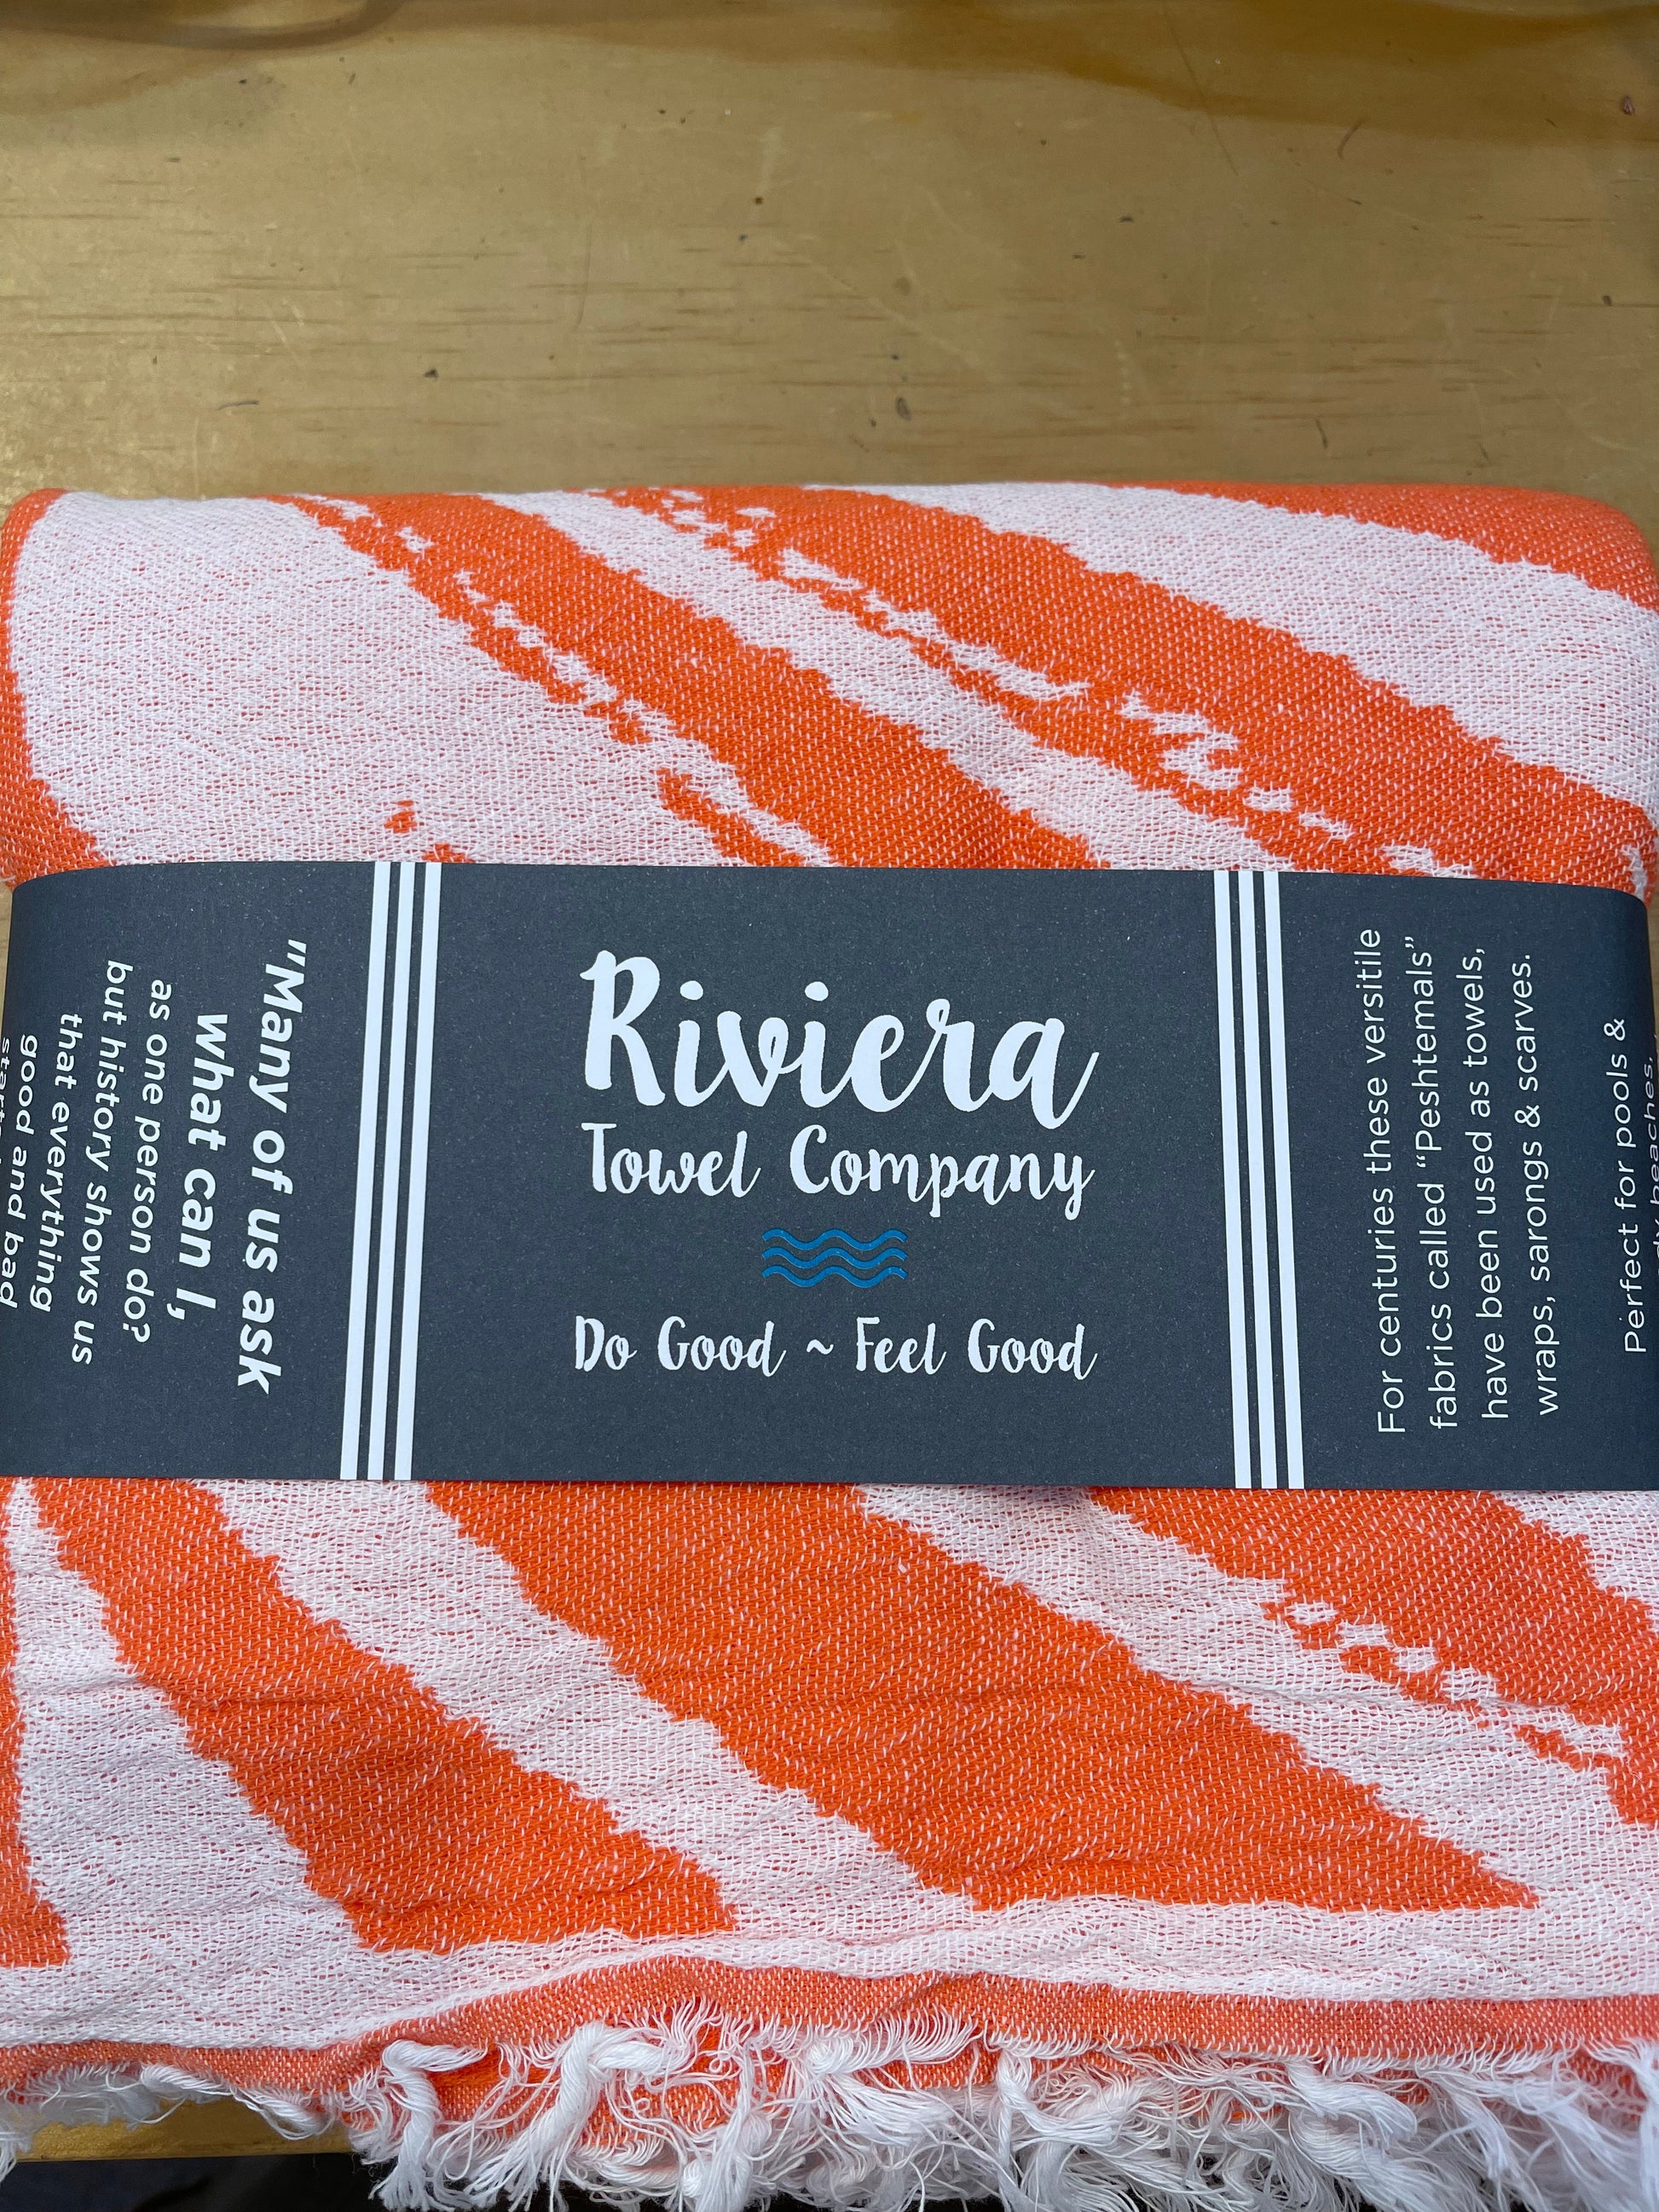 "Many of us ask
what can I,
as one person do?
but history shows us
that everything
good and bad
Riviera
Towel Company
Do Good ~ Feel Good
For centuries these versitile
fabrics called “Peshtemals”
have been used as towels,
wraps, sarongs & scarves.
Perfect for pools &
beaches.